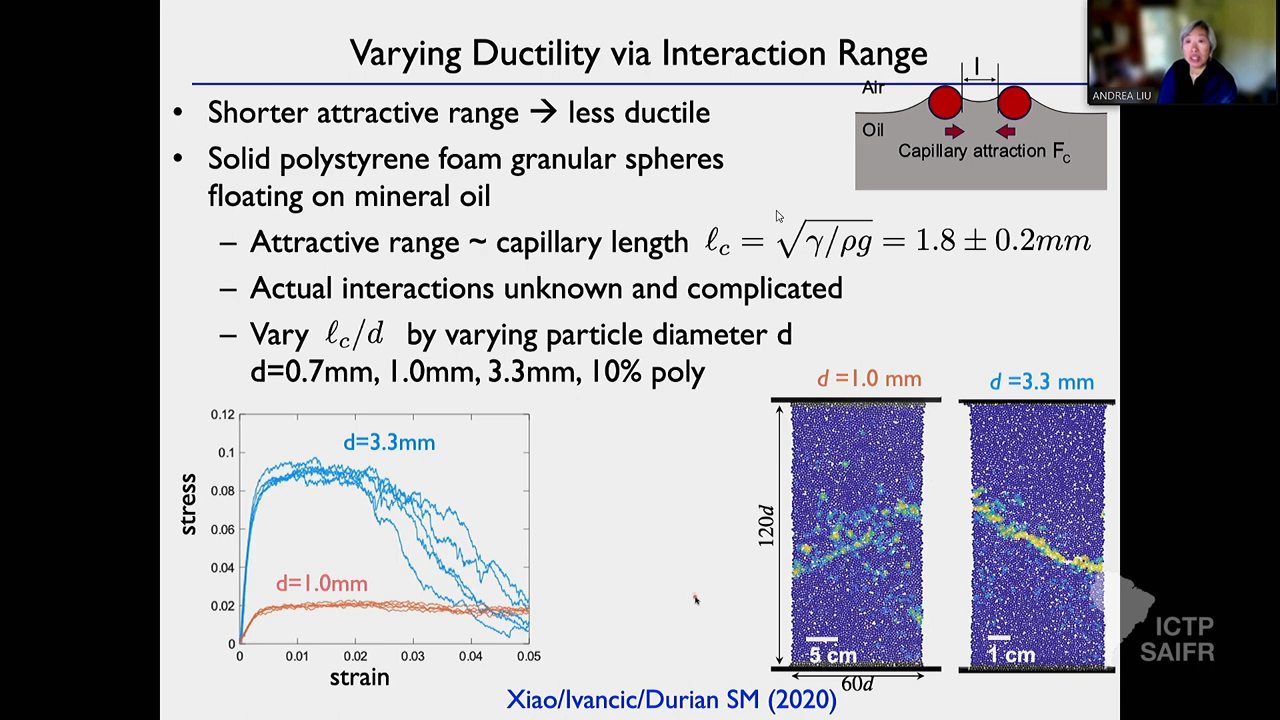 Varying Ductility via Interaction Range
ANDREA LIU
• Shorter attractive range → less ductile
• Solid polystyrene foam granular spheres
floating on mineral oil
– Attractive range ~ capillary length ℓc = √γ/ρg = 1.8 ± 0.2mm
– Actual interactions unknown and complicated
– Vary ℓc/d by varying particle diameter d
d=0.7mm, 1.0mm, 3.3mm, 10% poly
l
Air
Oil
Capillary attraction Fc
d =1.0 mm
d =3.3 mm
0.12
0.1
0.08
0.06
0.04
0.02
0
stress
d=3.3mm
d=1.0mm
0 0.01 0.02 0.03 0.04 0.05
strain
120d
5 cm
1 cm
60d
ICTP
SAIFR
Xiao/Ivancic/Durian SM (2020)